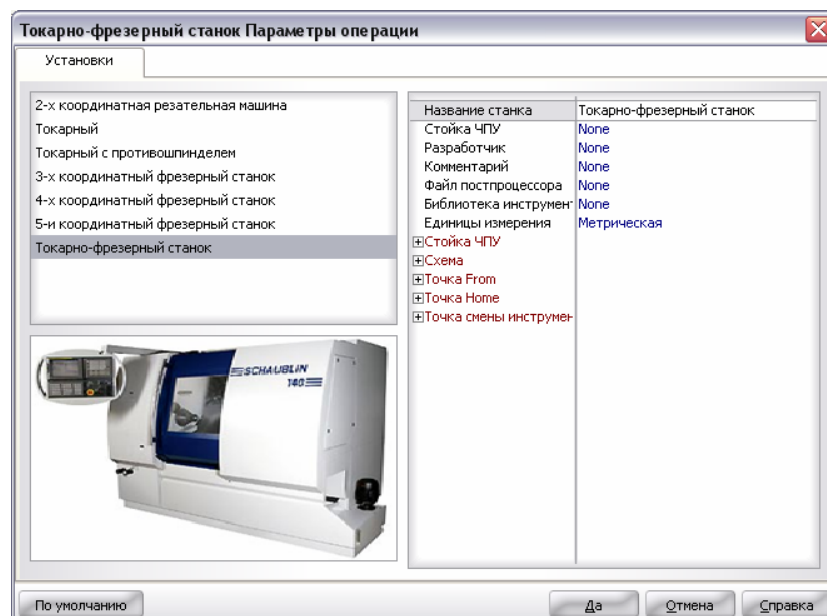 Токарно-фрезерный станок Параметры операции
Установки
2-х координатная резательная машина
Токарный
Токарный с противошпинделем
3-х координатный фрезерный станок
4-х координатный фрезерный станок
5-и координатный фрезерный станок
Токарно-фрезерный станок
SCHAUBLIN
140
Название станка Токарно-фрезерный станок
Стойка ЧПУ None
Разработчик None
Комментарий None
Файл постпроцессора None
Библиотека инструмен None
Единицы измерения Метрическая
Стойка ЧПУ
Схема
Точка From
Точка Home
Точка смены инструмен
По умолчанию Да Отмена Справка